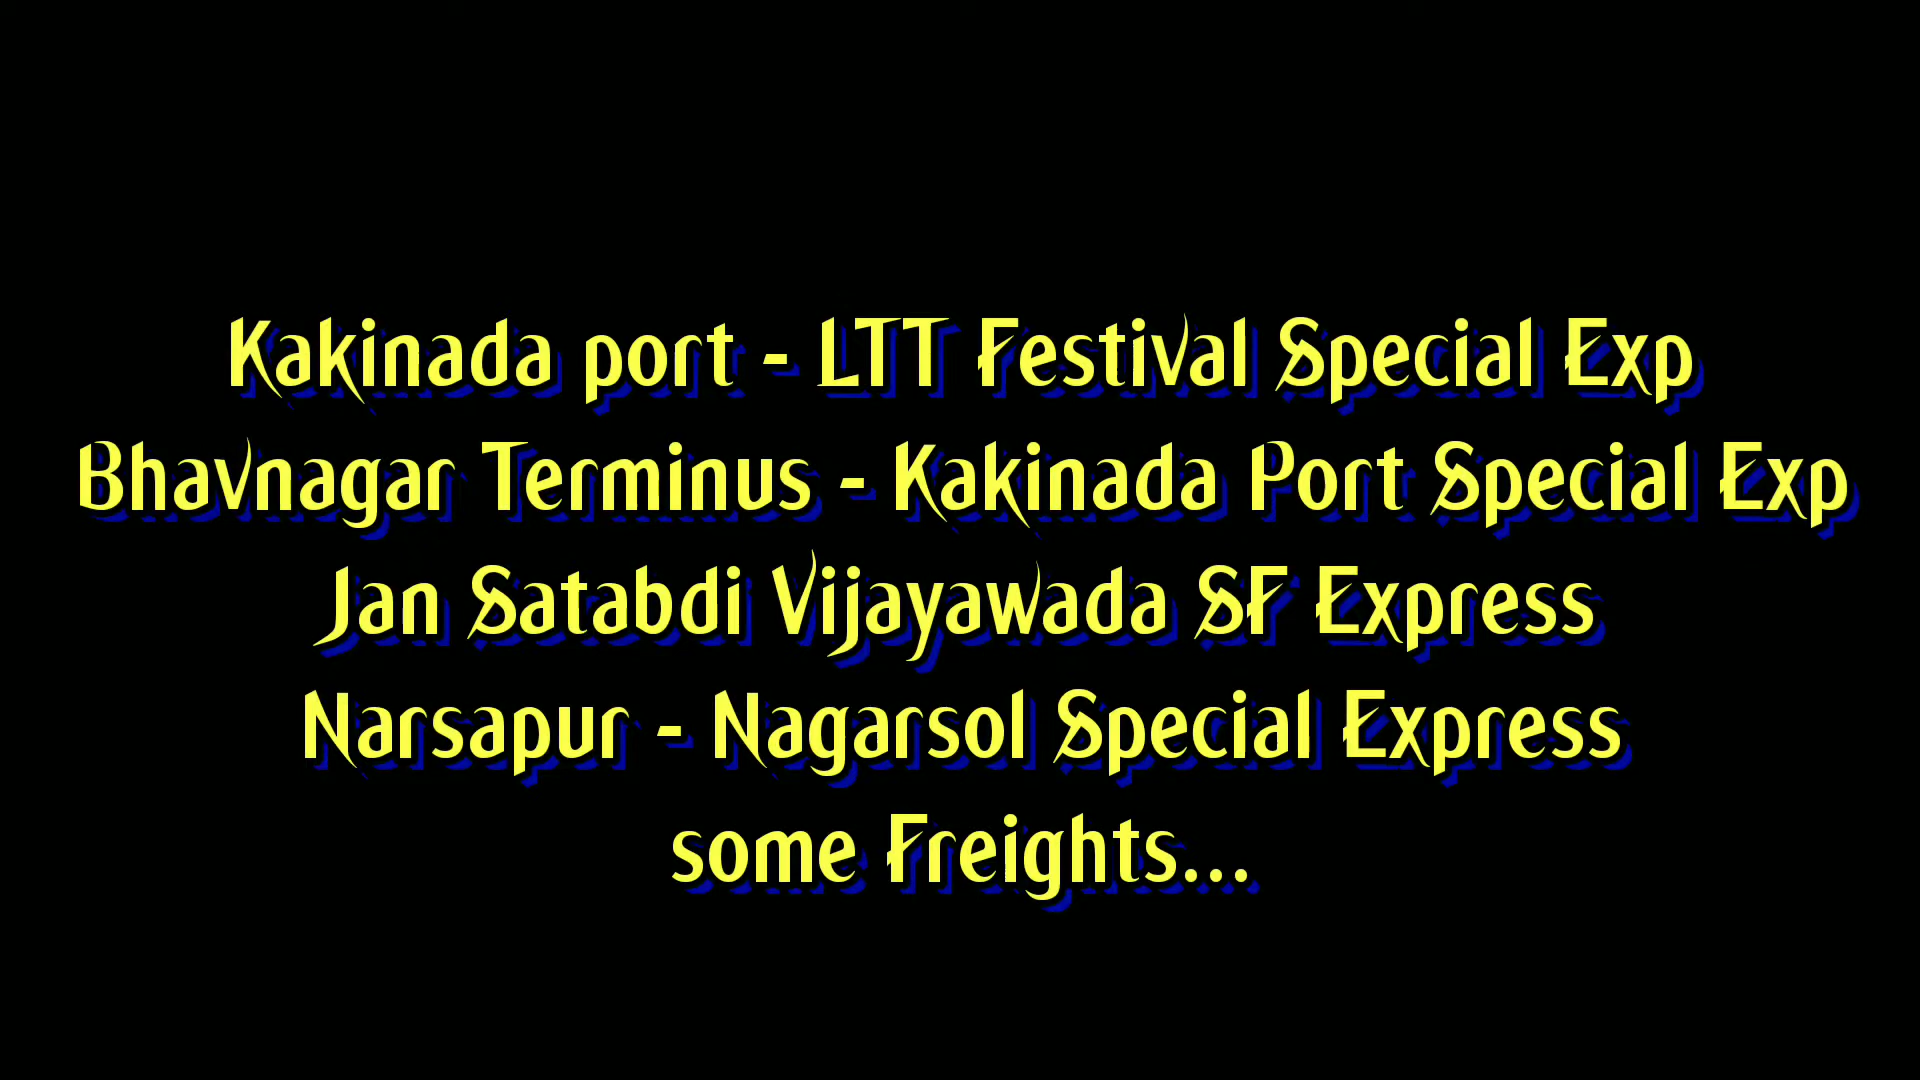 Kakinada port - LTT Festival Special Exp
Bhavnagar Terminus - Kakinada Port Special Exp
Jan Satabdi Vijayawada SF Express
Narsapur - Nagarsol Special Express
some Freights...